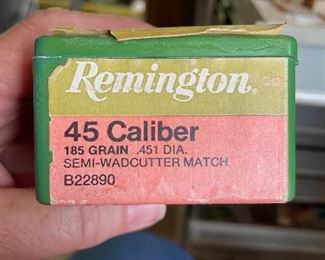 Remington.
45 Caliber
185 GRAIN .451 DIA.
SEMI-WADCUTTER MATCH
B22890